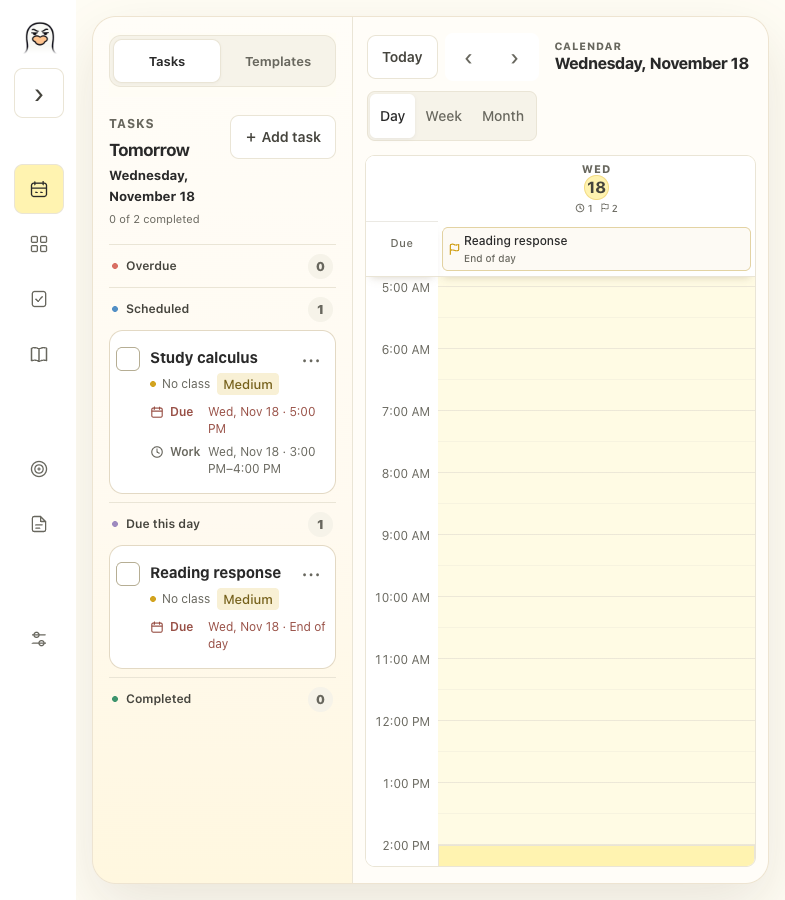 Tasks
Templates
TASKS
Tomorrow
Wednesday,
November 18
0 of 2 completed
+ Add task
Overdue
0
Scheduled
1
Study calculus
No class
Medium
Due
Wed, Nov 18 · 5:00
PM
Work
Wed, Nov 18 · 3:00
PM–4:00 PM
Due this day
1
Reading response
No class
Medium
Due
Wed, Nov 18 · End of
day
Completed
0
Today
CALENDAR
Wednesday, November 18
Day
Week
Month
WED
18
1
2
Due
Reading response
End of day
5:00 AM
6:00 AM
7:00 AM
8:00 AM
9:00 AM
10:00 AM
11:00 AM
12:00 PM
1:00 PM
2:00 PM